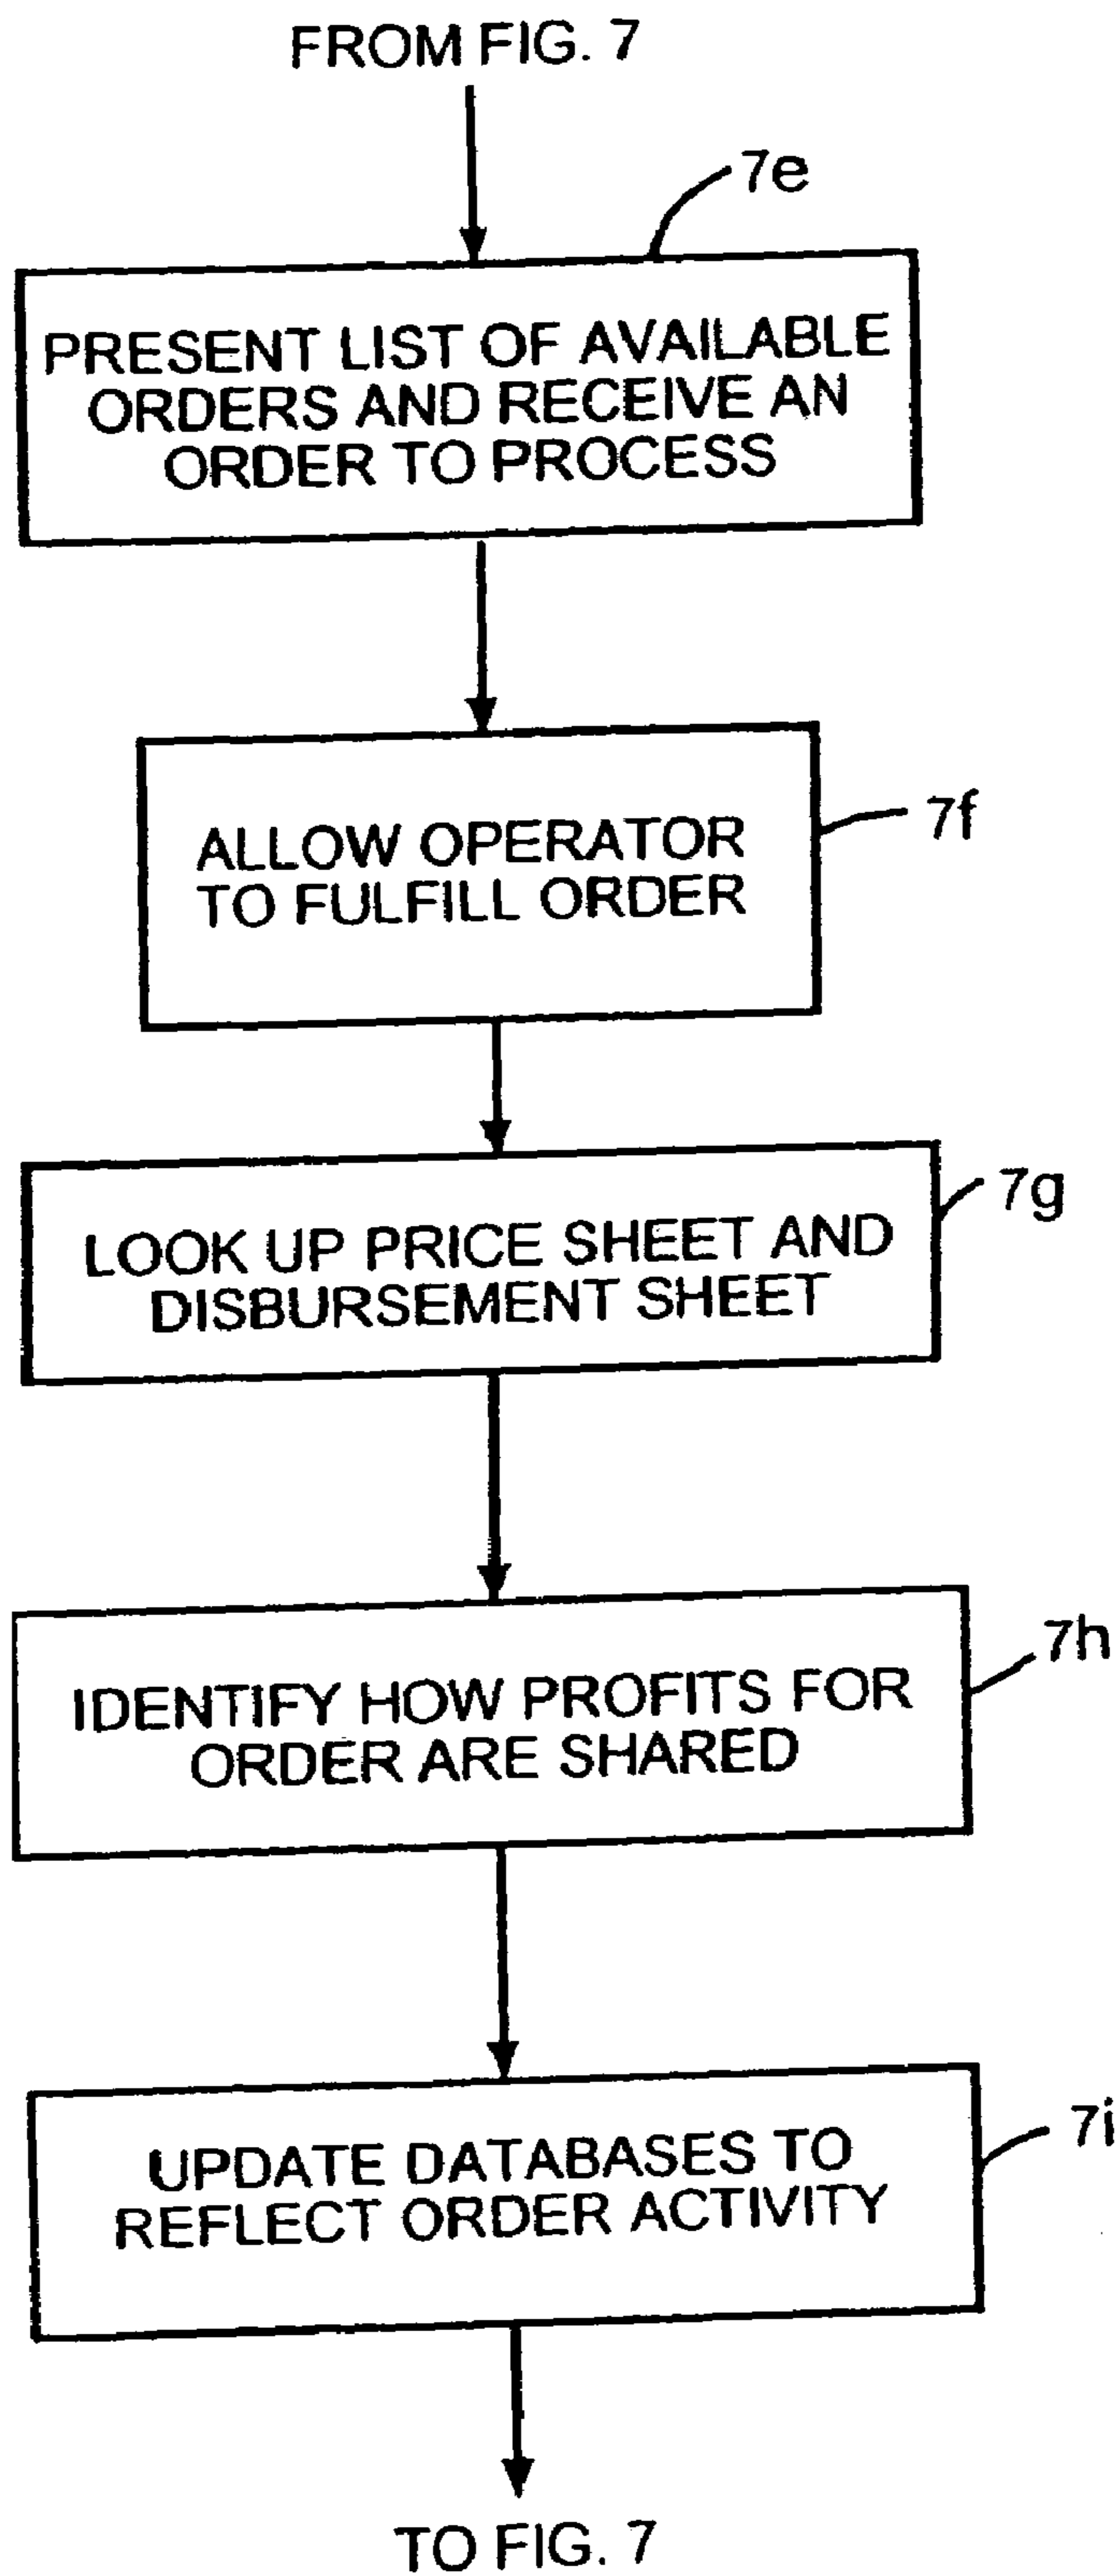 FROM FIG. 7
7e
PRESENT LIST OF AVAILABLE
ORDERS AND RECEIVE AN
ORDER TO PROCESS
7f
ALLOW OPERATOR
TO FULFILL ORDER
7g
LOOK UP PRICE SHEET AND
DISBURSEMENT SHEET
7h
IDENTIFY HOW PROFITS FOR
ORDER ARE SHARED
7i
UPDATE DATABASES TO
REFLECT ORDER ACTIVITY
TO FIG. 7